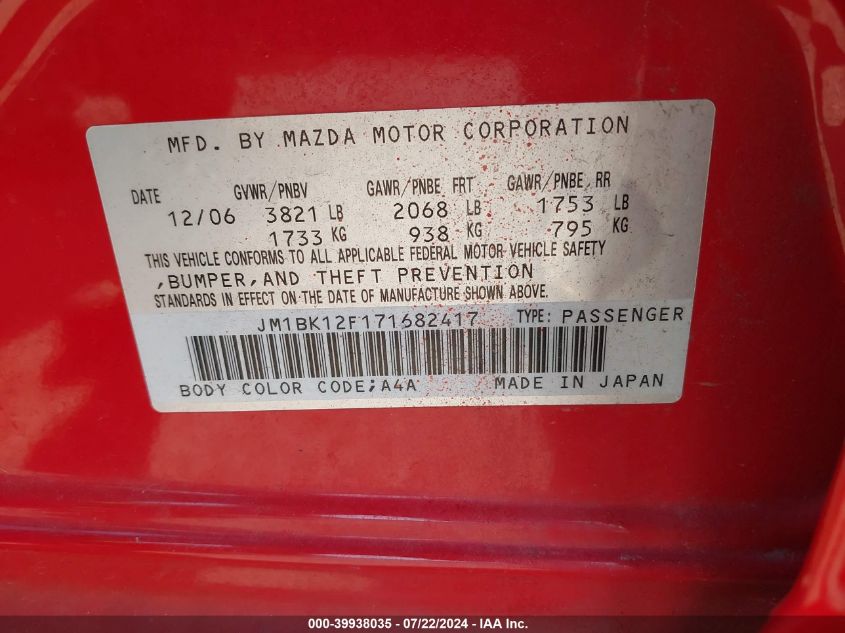 MFD. BY MAZDA MOTOR CORPORATION
DATE GVWR/PNBV GAWR/PNBE FRT GAWR/PNBE, RR
12/06 3821 LB 2068 LB 1753 LB
1733 KG 938 KG 795 KG
THIS VEHICLE CONFORMS TO ALL APPLICABLE FEDERAL MOTOR VEHICLE SAFETY
,BUMPER,AND THEFT PREVENTION
STANDARDS IN EFFECT ON THE DATE OF MANUFACTURE SHOWN ABOVE.
JM1BK12F171682417 TYPE: PASSENGER
BODY COLOR CODE;A4A MADE IN JAPAN
000-39938035 - 07/22/2024 - IAA Inc.